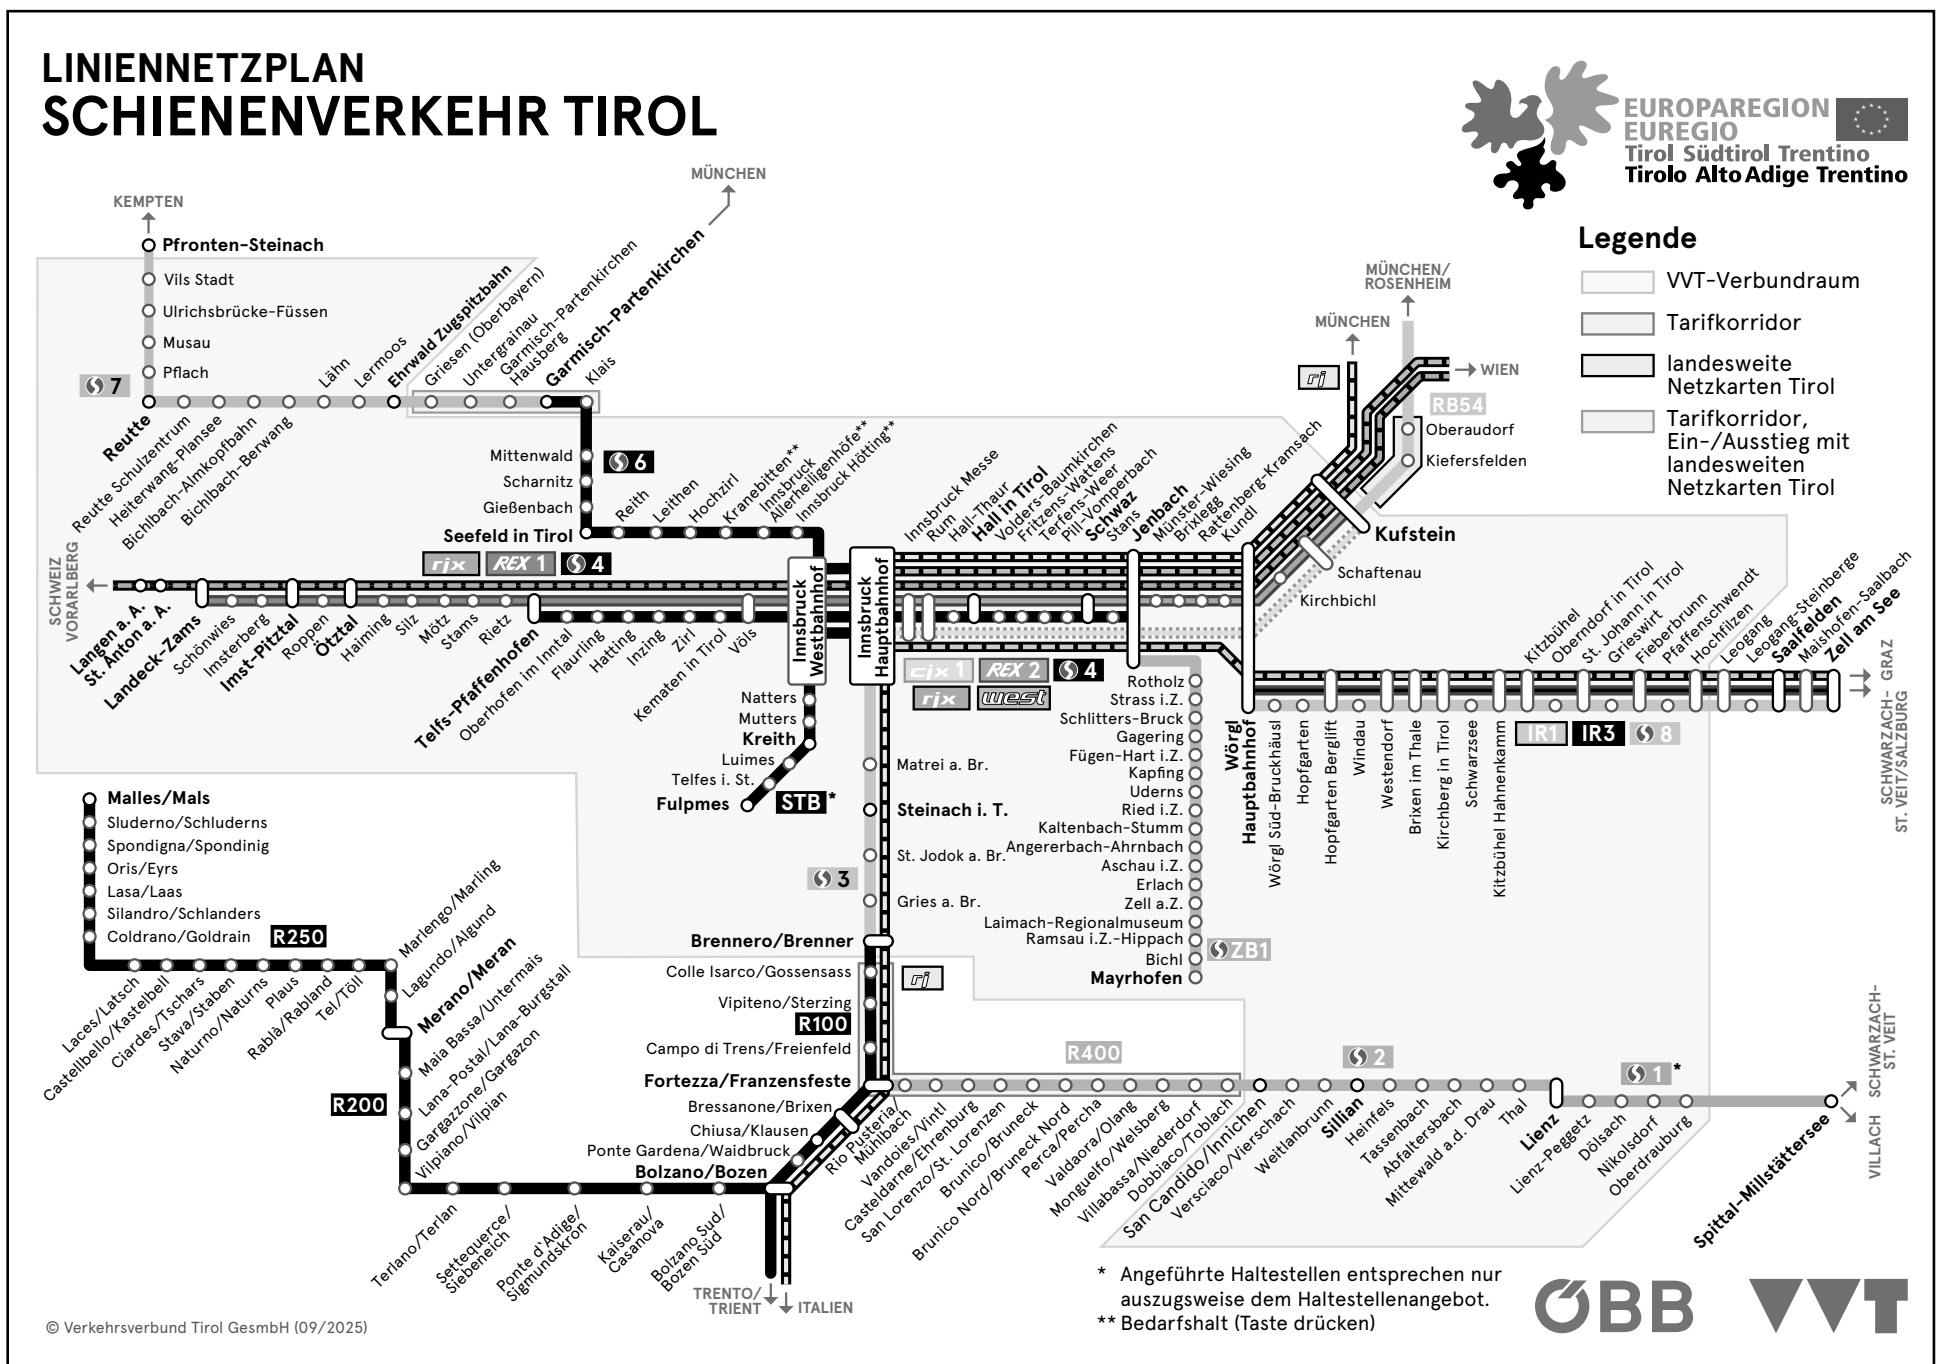 LINIENNETZPLAN
SCHIENENVERKEHR TIROL
EUROPAREGION
EUREGIO
Tirol Südtirol Trentino
Tirolo Alto Adige Trentino
Legende
VVT-Verbundraum
Tarifkorridor
landesweite
Netzkarten Tirol
Tarifkorridor,
Ein-/Ausstieg mit
landesweiten
Netzkarten Tirol
KEMPTEN
Pfronten-Steinach
Vils Stadt
Ulrichsbrücke-Füssen
Musau
Pflach
7
Reutte
Reutte Schulzentrum
Heiterwang-Plansee
Bichlbach-Almkopfbahn
Bichlbach-Berwang
Lähn
Lermoos
Ehrwald Zugspitzbahn
Griesen (Oberbayern)
Untergrainau
Garmisch-Partenkirchen
Hausberg
Garmisch-Partenkirchen
MÜNCHEN
Klais
Mittenwald
6
Scharnitz
Gießenbach
Seefeld in Tirol
Reith
Leithen
Hochzirl
Kranebitten**
Innsbruck
Allerheiligenhöfe**
Innsbruck Hötting**
rjx
REX 1
4
SCHWEIZ
VORARLBERG
Langen a. A.
St. Anton a. A.
Landeck-Zams
Schönwies
Imsterberg
Imst-Pitztal
Roppen
Ötztal
Haiming
Silz
Mötz
Stams
Rietz
Telfs-Pfaffenhofen
Oberhofen im Inntal
Flaurling
Hatting
Inzing
Zirl
Kematen in Tirol
Völs
Innsbruck
Westbahnhof
Innsbruck
Hauptbahnhof
Innsbruck Messe
Rum
Hall-Thaur
Hall in Tirol
Volders-Baumkirchen
Fritzens-Wattens
Terfens-Weer
Pill-Vomperbach
Schwaz
Stans
Jenbach
Münster-Wiesing
Brixlegg
Rattenberg-Kramsach
Kundl
cjx 1
REX 2
4
rjx
west
MÜNCHEN
rj
MÜNCHEN/
ROSENHEIM
WIEN
RB54
Oberaudorf
Kiefersfelden
Kufstein
Schaftenau
Kirchbichl
Wörgl
Hauptbahnhof
Wörgl Süd-Bruckhäusl
Hopfgarten
Hopfgarten Berglift
Windau
Westendorf
Brixen im Thale
Kirchberg in Tirol
Schwarzsee
Kitzbühel Hahnenkamm
Kitzbühel
Oberndorf in Tirol
St. Johann in Tirol
Grieswirt
Fieberbrunn
Pfaffenschwendt
Hochfilzen
Leogang
Leogang-Steinberge
Saalfelden
Maishofen-Saalbach
Zell am See
IR1
IR3
8
GRAZ
SCHWARZACH-
ST. VEIT/SALZBURG
Natters
Mutters
Kreith
Luimes
Telfes i. St.
Fulpmes
STB *
Matrei a. Br.
Steinach i. T.
St. Jodok a. Br.
3
Gries a. Br.
Brennero/Brenner
Rotholz
Strass i.Z.
Schlitters-Bruck
Gagering
Fügen-Hart i.Z.
Kapfing
Uderns
Ried i.Z.
Kaltenbach-Stumm
Angererbach-Ahrnbach
Aschau i.Z.
Erlach
Zell a.Z.
Laimach-Regionalmuseum
Ramsau i.Z.-Hippach
Bichl
Mayrhofen
ZB1
Malles/Mals
Sluderno/Schluderns
Spondigna/Spondinig
Oris/Eyrs
Lasa/Laas
Silandro/Schlanders
Coldrano/Goldrain
R250
Laces/Latsch
Castellbello/Kastelbell
Ciardes/Tschars
Stava/Staben
Naturno/Naturns
Plaus
Rablà/Rabland
Tel/Töll
Marlengo/Marling
Lagundo/Algund
Merano/Meran
Maia Bassa/Untermais
Lana-Postal/Lana-Burgstall
Gargazzone/Gargazon
Vilpiano/Vilpian
R200
Terlano/Terlan
Settequerce/
Siebeneich
Ponte d`Adige/
Sigmundskron
Kaiserau/
Casanova
Bolzano Sud/
Bozen Süd
Colle Isarco/Gossensass
rj
Vipiteno/Sterzing
R100
Campo di Trens/Freienfeld
Fortezza/Franzensfeste
Bressanone/Brixen
Chiusa/Klausen
Ponte Gardena/Waidbruck
Bolzano/Bozen
TRENTO/
TRIENT
ITALIEN
R400
Rio Pusteria/
Mühlbach
Vandoies/Vintl
Casteldarne/Ehrenburg
San Lorenzo/St. Lorenzen
Brunico/Bruneck
Brunico Nord/Bruneck Nord
Perca/Percha
Valdaora/Olang
Monguelfo/Welsberg
Villabassa/Niederdorf
Dobbiaco/Toblach
San Candido/Innichen
Versciaco/Vierschach
Weitlanbrunn
Sillian
Heinfels
Tassenbach
Abfaltersbach
Mittewald a.d. Drau
Thal
Lienz
2
1 *
Lienz-Peggetz
Dölsach
Nikolsdorf
Oberdrauburg
Spittal-Millstättersee
SCHWARZACH-
ST. VEIT
VILLACH
* Angeführte Haltestellen entsprechen nur
auszugsweise dem Haltestellenangebot.
** Bedarfshalt (Taste drücken)
ÖBB
VVT
© Verkehrsverbund Tirol GesmbH (09/2025)